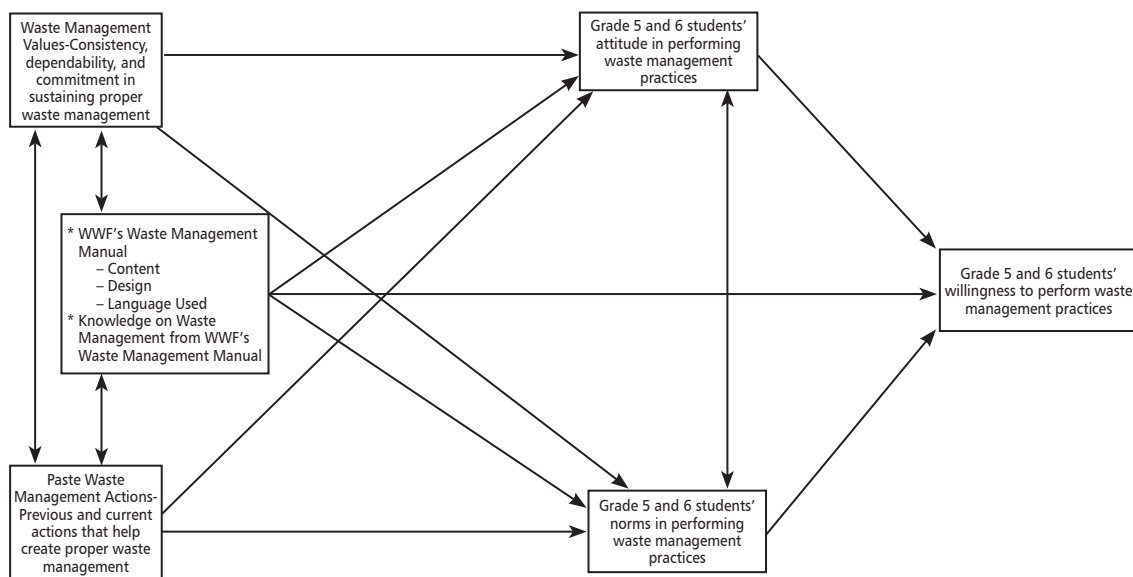 Waste Management
Values-Consistency,
dependability, and
commitment in
sustaining proper
waste management
Grade 5 and 6 students’
attitude in performing
waste management
practices
* WWF’s Waste Management
Manual
– Content
– Design
– Language Used
* Knowledge on Waste
Management from WWF’s
Waste Management Manual
Grade 5 and 6 students’
willingness to perform waste
management practices
Paste Waste
Management Actions-
Previous and current
actions that help
create proper waste
management
Grade 5 and 6 students’
norms in performing
waste management
practices